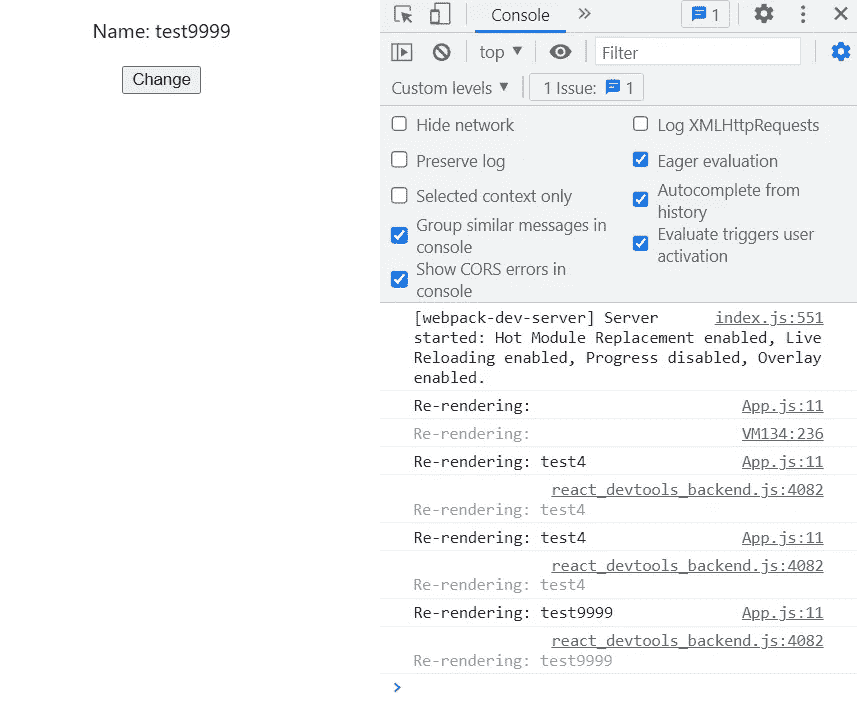 Name: test9999
Change
Console
1
top
Filter
Custom levels
1 Issue: 1
Hide network
Log XMLHttpRequests
Preserve log
Eager evaluation
Selected context only
Autocomplete from
history
Group similar messages in
console
Evaluate triggers user
activation
Show CORS errors in
console
[webpack-dev-server] Server index.js:551
started: Hot Module Replacement enabled, Live
Reloading enabled, Progress disabled, Overlay
enabled.
Re-rendering: App.js:11
Re-rendering: VM134:236
Re-rendering: test4 App.js:11
react_devtools_backend.js:4082
Re-rendering: test4
Re-rendering: test4 App.js:11
react_devtools_backend.js:4082
Re-rendering: test4
Re-rendering: test9999 App.js:11
react_devtools_backend.js:4082
Re-rendering: test9999